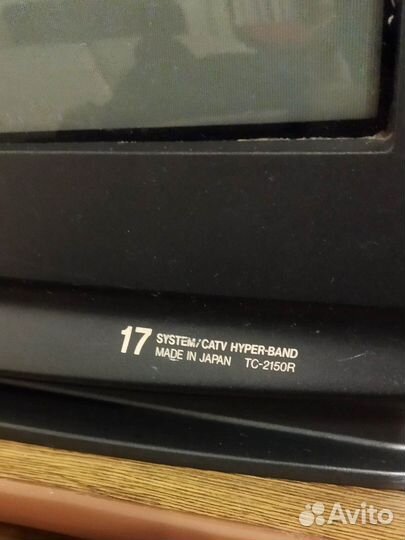 17 SYSTEM/CATV HYPER-BAND
MADE IN JAPAN TC-2150R
Avito